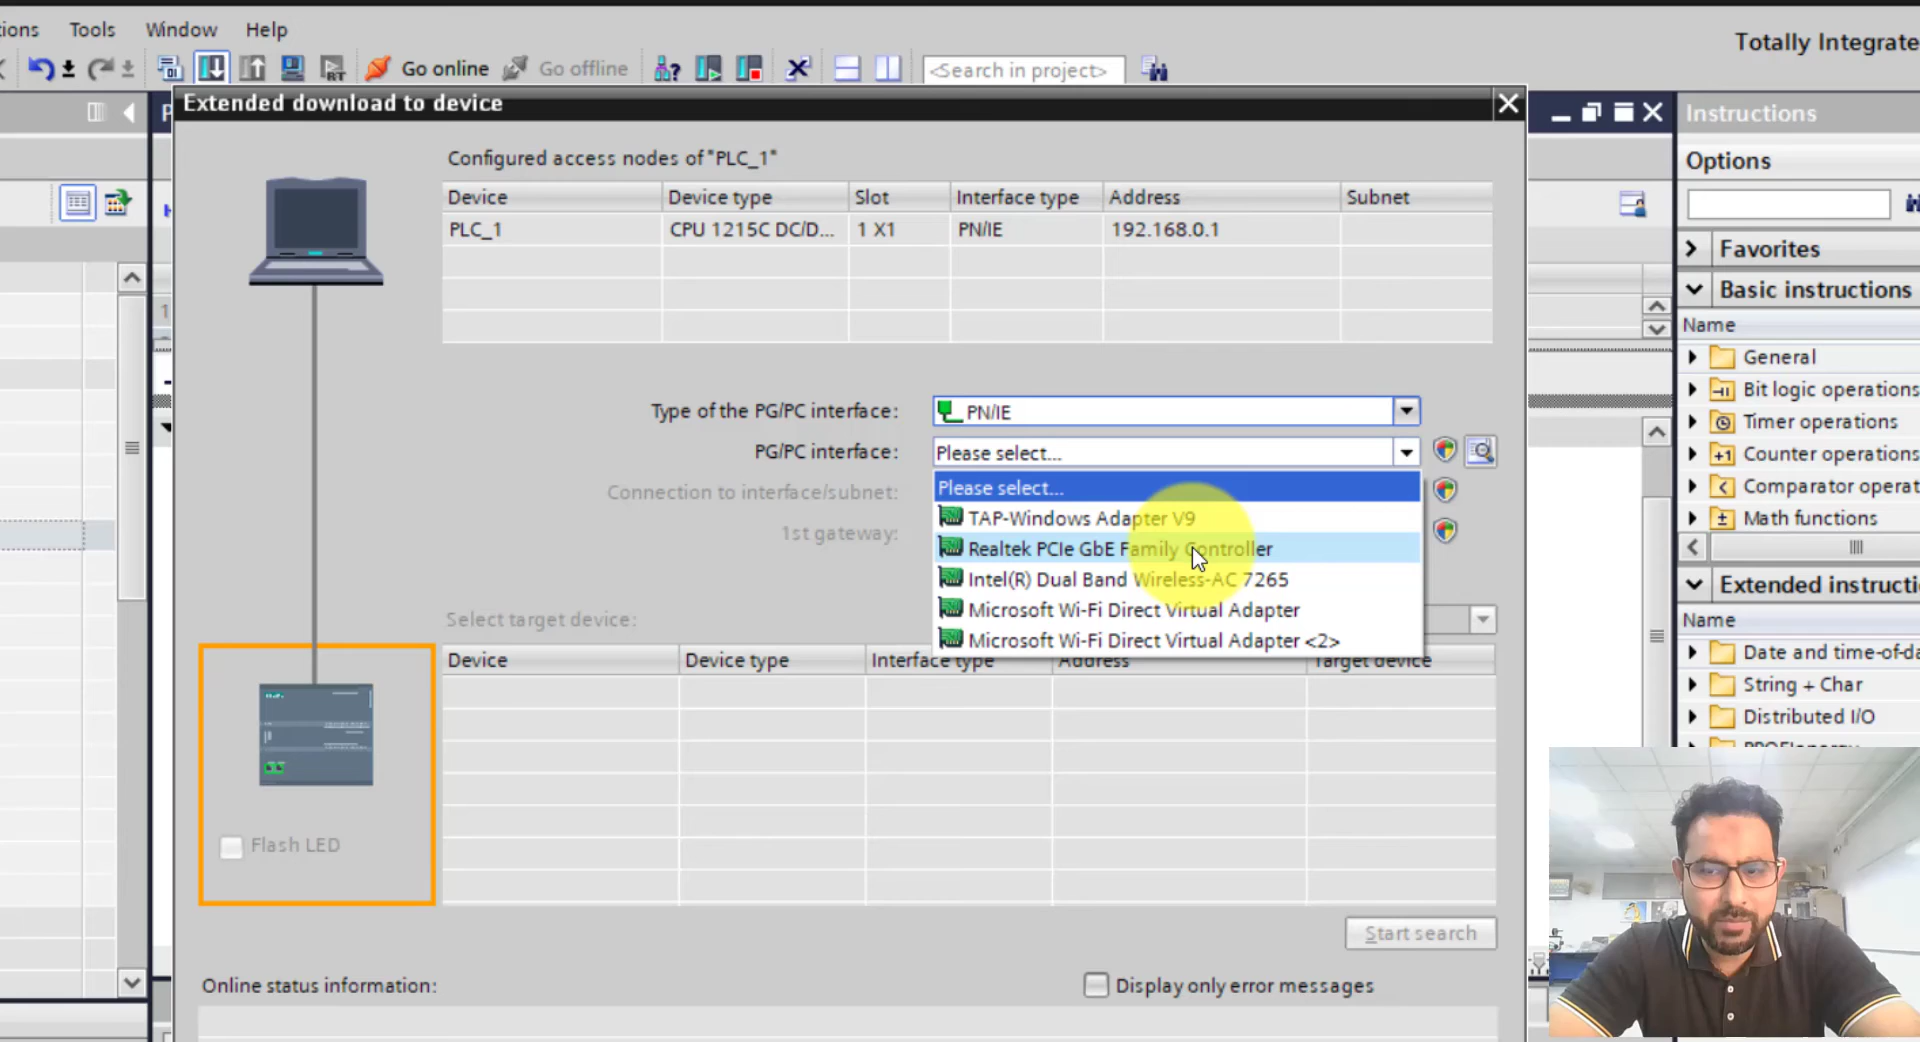 ions Tools Window Help
Totally Integrate
Go online Go offline <Search in project>
Extended download to device
Instructions
Options
Configured access nodes of "PLC_1"
Device Device type Slot Interface type Address Subnet
PLC_1 CPU 1215C DC/D... 1 X1 PN/IE 192.168.0.1
Favorites
Basic instructions
Name
General
Bit logic operations
Timer operations
Counter operations
Comparator operat
Math functions
Type of the PG/PC interface: PN/IE
PG/PC interface: Please select...
Connection to interface/subnet:
1st gateway:
Please select...
TAP-Windows Adapter V9
Realtek PCIe GbE Family Controller
Intel(R) Dual Band Wireless-AC 7265
Microsoft Wi-Fi Direct Virtual Adapter
Microsoft Wi-Fi Direct Virtual Adapter <2>
Extended instructi
Name
Date and time-of-da
String + Char
Distributed I/O
Select target device:
Device Device type Interface type Address Target device
Flash LED
Start search
Online status information:
Display only error messages